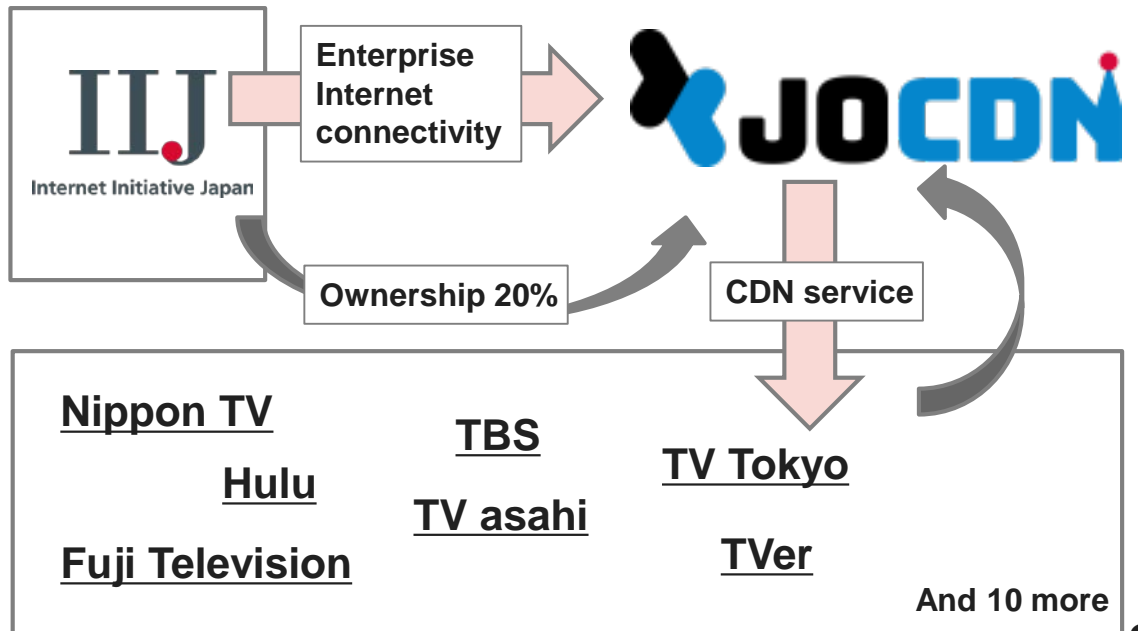 IIJ
Internet Initiative Japan
Enterprise
Internet
connectivity
JOCDN
Ownership 20%
CDN service
Nippon TV
TBS
TV Tokyo
Hulu
TV asahi
Fuji Television
TVer
And 10 more